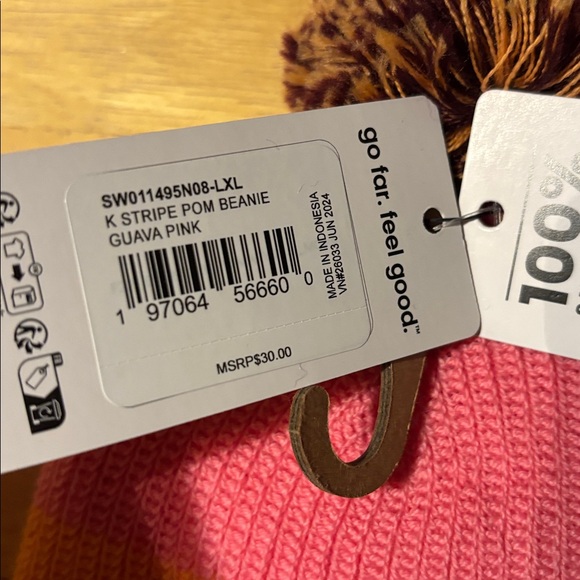 SW011495N08-LXL
K STRIPE POM BEANIE
GUAVA PINK
1 97064 56660 0
MADE IN INDONESIA
VN#26033 JUN 2024
MSRP$30.00
go far. feel good.™
100%